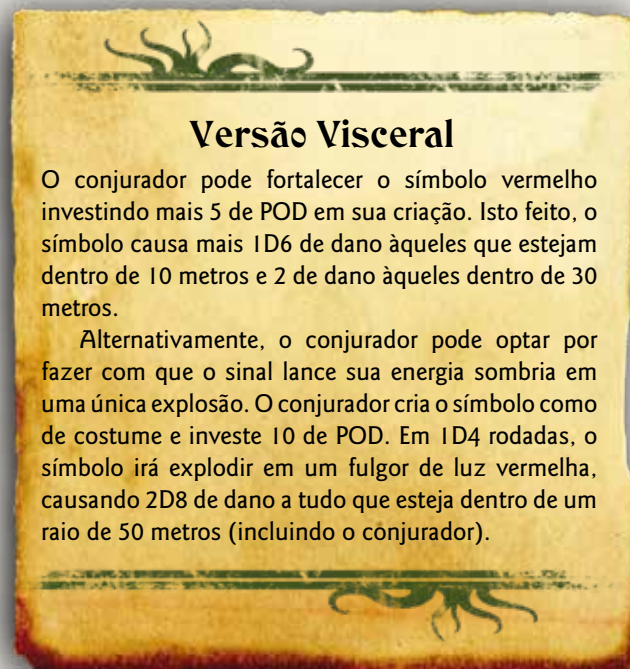 Versão Visceral
O conjurador pode fortalecer o símbolo vermelho
investindo mais 5 de POD em sua criação. Isto feito, o
símbolo causa mais 1D6 de dano àqueles que estejam
dentro de 10 metros e 2 de dano àqueles dentro de 30
metros.
Alternativamente, o conjurador pode optar por
fazer com que o sinal lance sua energia sombria em
uma única explosão. O conjurador cria o símbolo como
de costume e investe 10 de POD. Em 1D4 rodadas, o
símbolo irá explodir em um fulgor de luz vermelha,
causando 2D8 de dano a tudo que esteja dentro de um
raio de 50 metros (incluindo o conjurador).